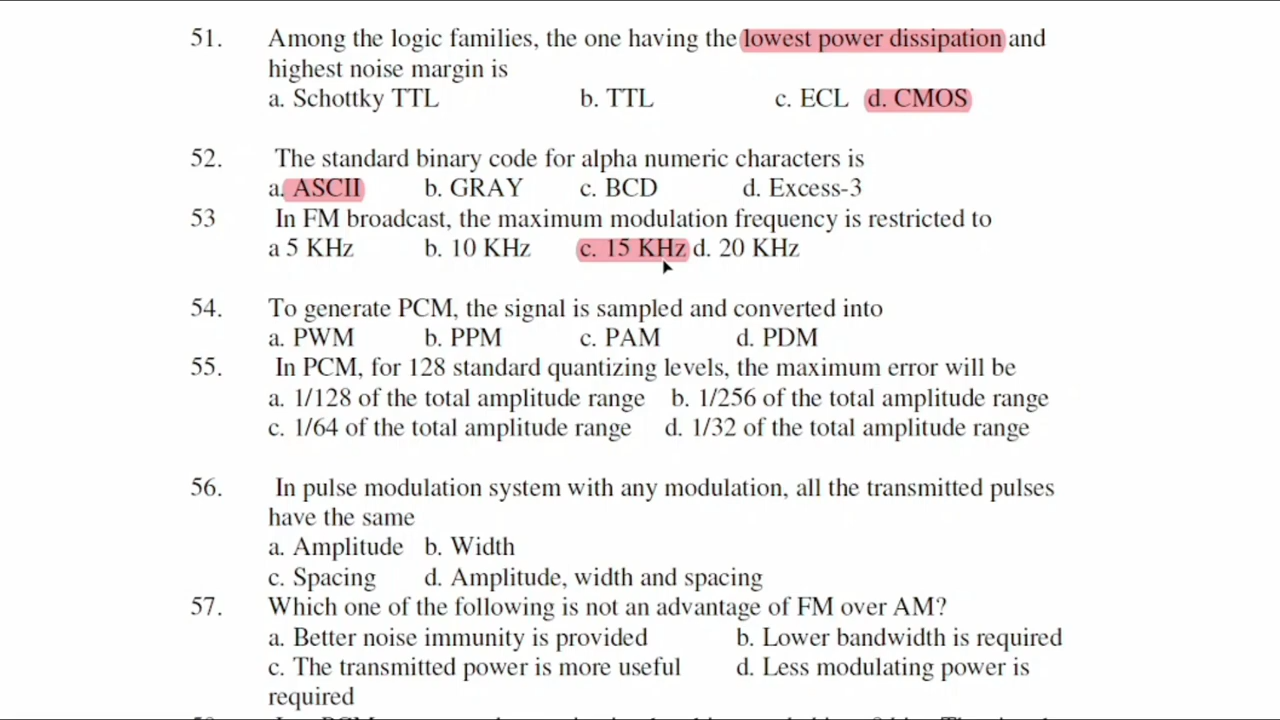 51. Among the logic families, the one having the lowest power dissipation and
highest noise margin is
a. Schottky TTL b. TTL c. ECL d. CMOS
52. The standard binary code for alpha numeric characters is
a. ASCII b. GRAY c. BCD d. Excess-3
53 In FM broadcast, the maximum modulation frequency is restricted to
a 5 KHz b. 10 KHz c. 15 KHz d. 20 KHz
54. To generate PCM, the signal is sampled and converted into
a. PWM b. PPM c. PAM d. PDM
55. In PCM, for 128 standard quantizing levels, the maximum error will be
a. 1/128 of the total amplitude range b. 1/256 of the total amplitude range
c. 1/64 of the total amplitude range d. 1/32 of the total amplitude range
56. In pulse modulation system with any modulation, all the transmitted pulses
have the same
a. Amplitude b. Width
c. Spacing d. Amplitude, width and spacing
57. Which one of the following is not an advantage of FM over AM?
a. Better noise immunity is provided b. Lower bandwidth is required
c. The transmitted power is more useful d. Less modulating power is
required